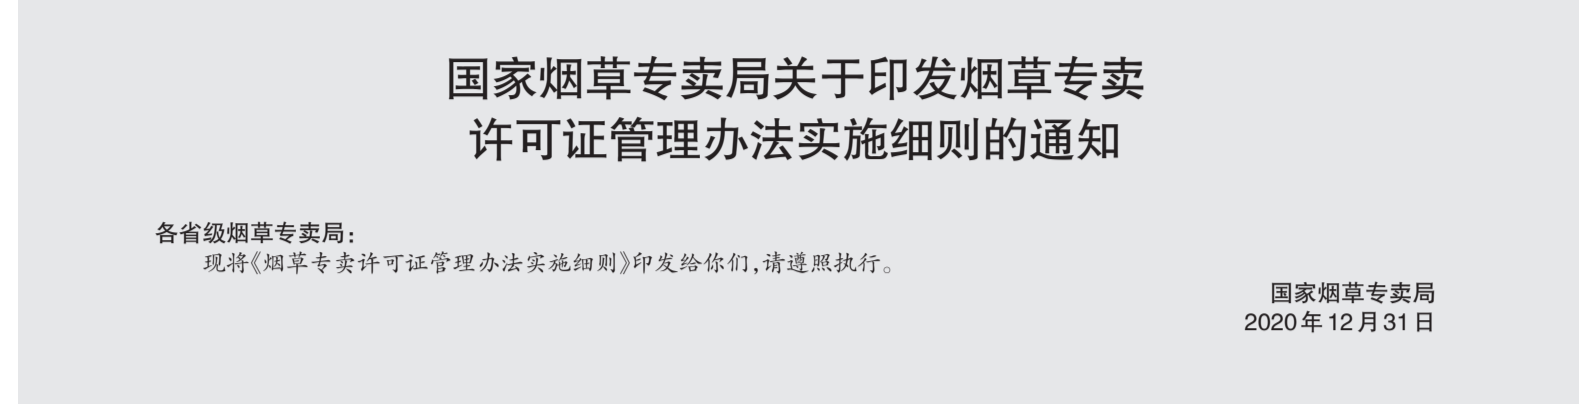 国家烟草专卖局关于印发烟草专卖
许可证管理办法实施细则的通知
各省级烟草专卖局：
现将《烟草专卖许可证管理办法实施细则》印发给你们，请遵照执行。
国家烟草专卖局
2020年12月31日